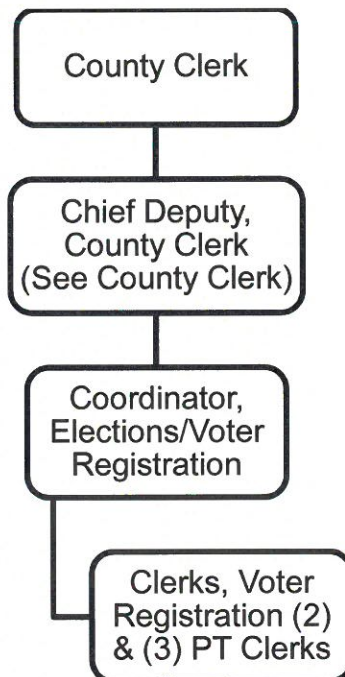 County Clerk
Chief Deputy,
County Clerk
(See County Clerk)
Coordinator,
Elections/Voter
Registration
Clerks, Voter
Registration (2)
& (3) PT Clerks